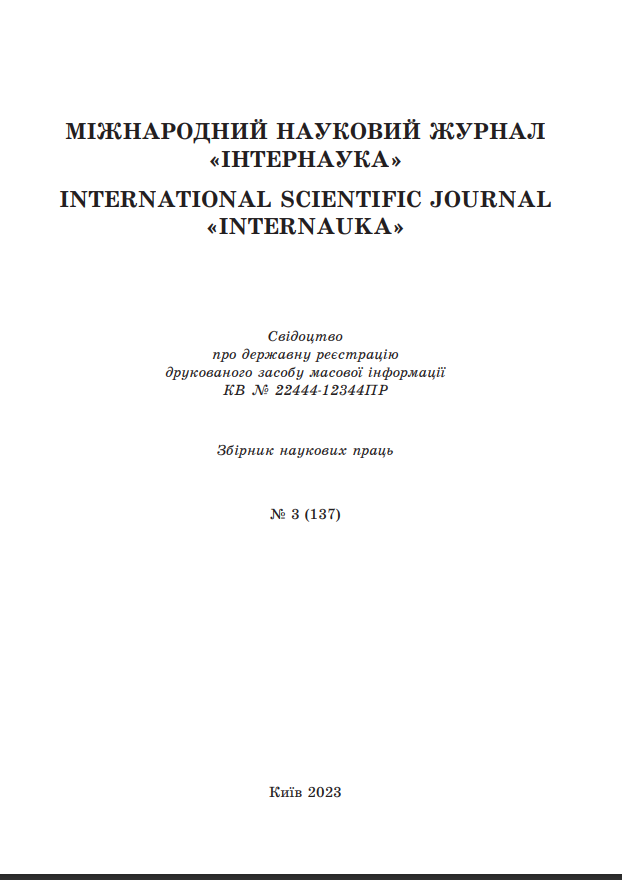 МІЖНАРОДНИЙ НАУКОВИЙ ЖУРНАЛ
«ІНТЕРНАУКА»
INTERNATIONAL SCIENTIFIC JOURNAL
«INTERNAUKA»
Свідоцтво
про державну реєстрацію
друкованого засобу масової інформації
КВ № 22444-12344ПР
Збірник наукових праць
№ 3 (137)
Київ 2023